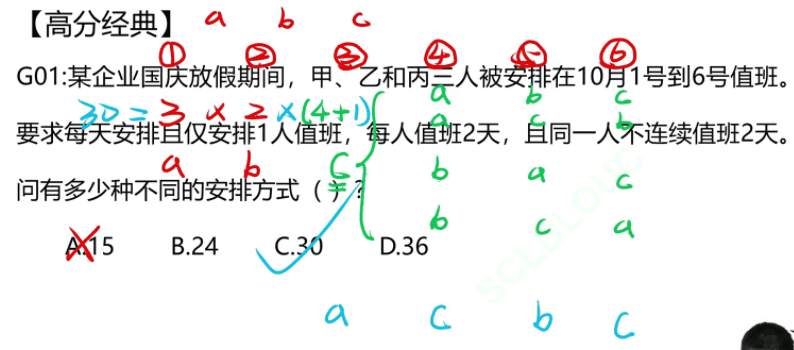 【高分经典】 a b c
① ② ③ ④ ⑤ ⑥
G01:某企业国庆放假期间，甲、乙和丙三人被安排在10月1号到6号值班。
a b c
30 = 3 × 2 × (4+1)
a c b
要求每天安排且仅安排1人值班，每人值班2天，且同一人不连续值班2天。
a b C b a c
问有多少种不同的安排方式（ ）？
b c a
A.15 B.24 C.30 D.36
a c b c